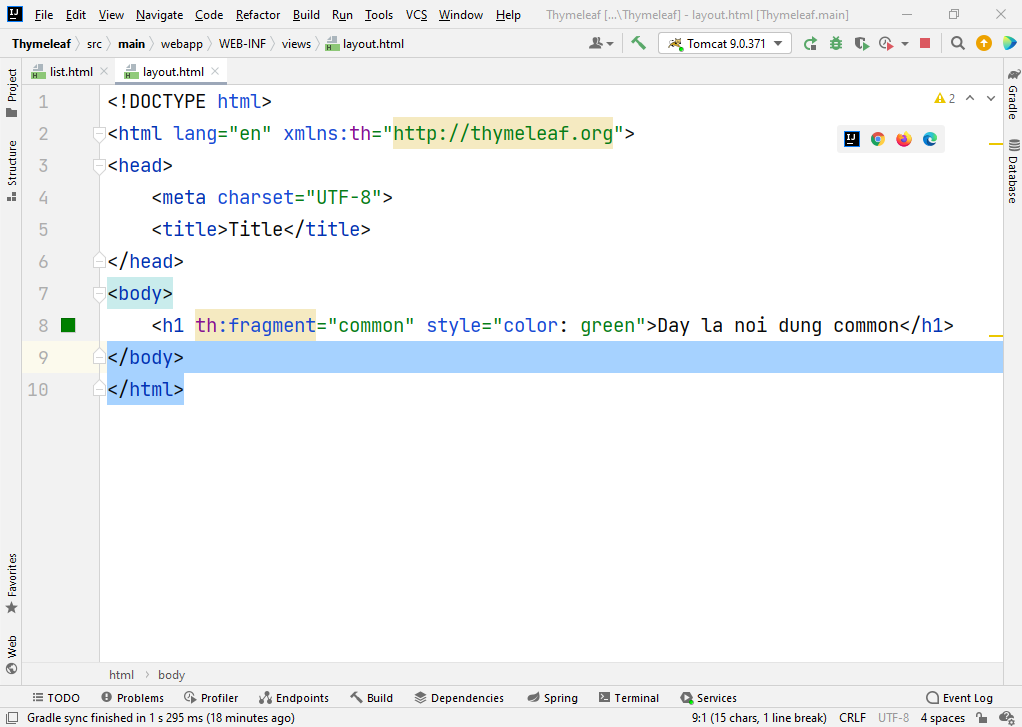 IJ File Edit View Navigate Code Refactor Build Run Tools VCS Window Help Thymeleaf [...\Thymeleaf] - layout.html [Thymeleaf.main]
Thymeleaf src main webapp WEB-INF views layout.html Tomcat 9.0.371
list.html layout.html
Project
Structure
Gradle
Database
1 <!DOCTYPE html>
2 <html lang="en" xmlns:th="http://thymeleaf.org">
3 <head>
4     <meta charset="UTF-8">
5     <title>Title</title>
6 </head>
7 <body>
8     <h1 th:fragment="common" style="color: green">Day la noi dung common</h1>
9 </body>
10 </html>
2
IJ
Favorites
Web
html › body
TODO Problems Profiler Endpoints Build Dependencies Spring Terminal Services Event Log
Gradle sync finished in 1 s 295 ms (18 minutes ago) 9:1 (15 chars, 1 line break) CRLF UTF-8 4 spaces